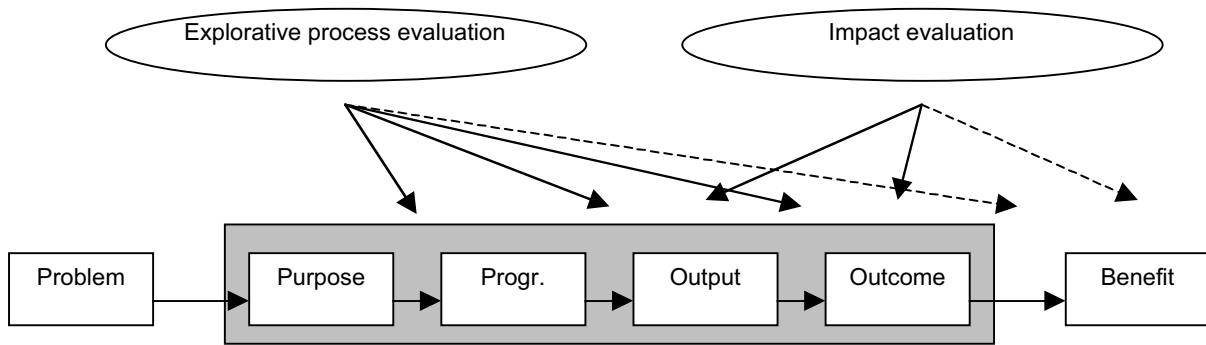 Explorative process evaluation
Impact evaluation
Problem
Purpose
Progr.
Output
Outcome
Benefit